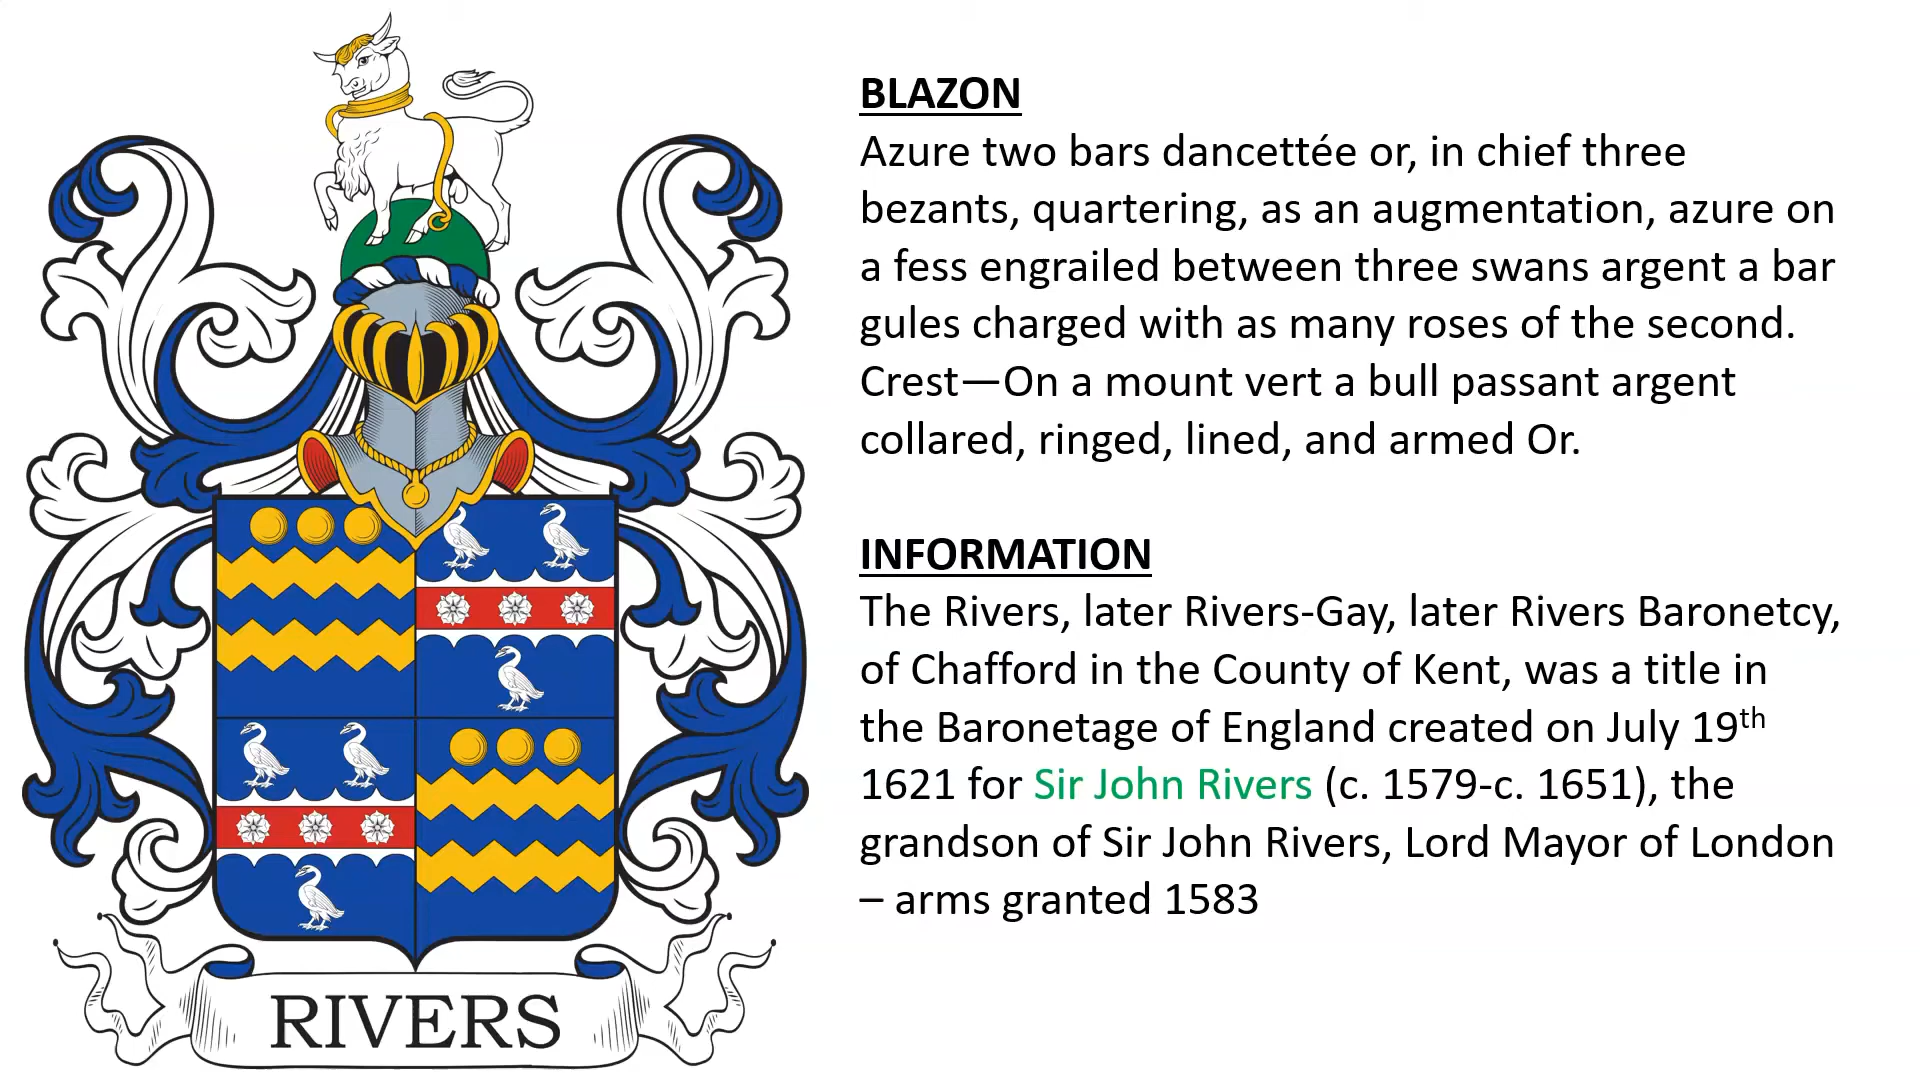 BLAZON
Azure two bars dancettée or, in chief three
bezants, quartering, as an augmentation, azure on
a fess engrailed between three swans argent a bar
gules charged with as many roses of the second.
Crest—On a mount vert a bull passant argent
collared, ringed, lined, and armed Or.
INFORMATION
The Rivers, later Rivers-Gay, later Rivers Baronetcy,
of Chafford in the County of Kent, was a title in
the Baronetage of England created on July 19th
1621 for Sir John Rivers (c. 1579-c. 1651), the
grandson of Sir John Rivers, Lord Mayor of London
– arms granted 1583
RIVERS